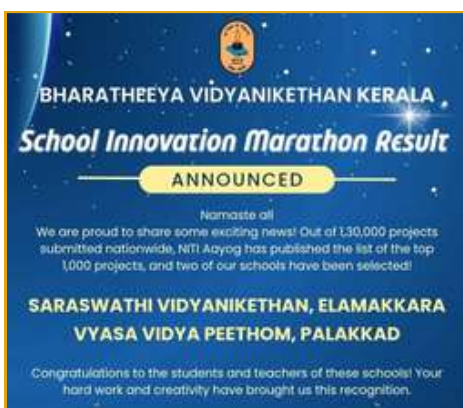 BHARATHEEYA VIDYANIKETHAN KERALA
School Innovation Marathon Result
ANNOUNCED
Namaste all
We are proud to share some exciting news! Out of 1,30,000 projects
submitted nationwide, NITI Aayog has published the list of the top
1,000 projects, and two of our schools have been selected!
SARASWATHI VIDYANIKETHAN, ELAMAKKARA
VYASA VIDYA PEETHOM, PALAKKAD
Congratulations to the students and teachers of these schools! Your
hard work and creativity have brought us this recognition.